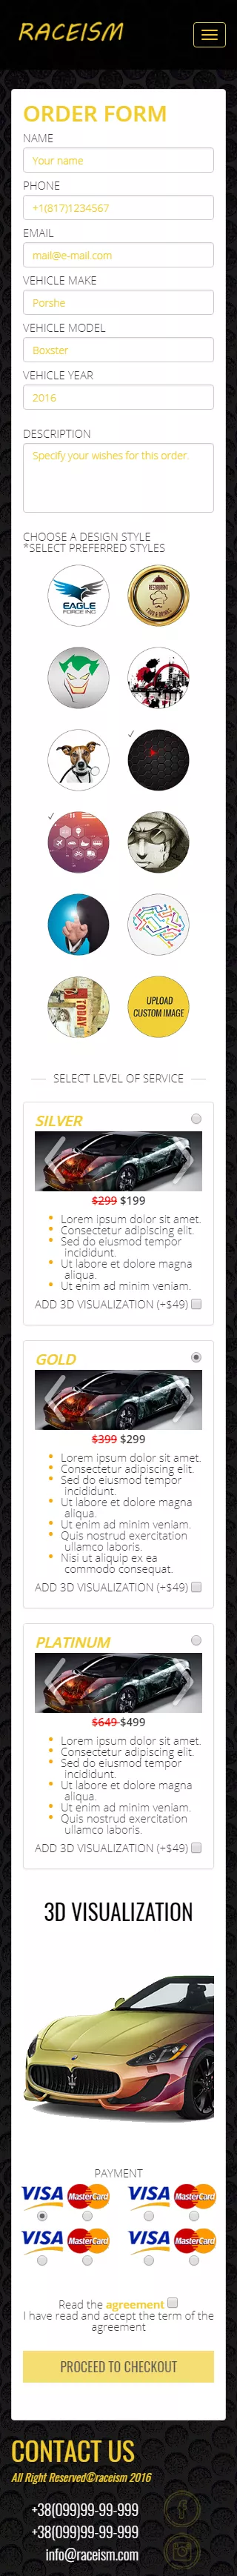 RACEISM
ORDER FORM
NAME
Your name
PHONE
+1(817)1234567
EMAIL
mail@e-mail.com
VEHICLE MAKE
Porshe
VEHICLE MODEL
Boxster
VEHICLE YEAR
2016
DESCRIPTION
Specify your wishes for this order.
CHOOSE A DESIGN STYLE
*SELECT PREFERRED STYLES
EAGLE
FORCE INC
RESTAURANT
FOOD & DRINKS
UPLOAD
CUSTOM IMAGE
SELECT LEVEL OF SERVICE
SILVER
$299 $199
Lorem ipsum dolor sit amet.
Consectetur adipiscing elit.
Sed do eiusmod tempor
incididunt.
Ut labore et dolore magna
aliqua.
Ut enim ad minim veniam.
ADD 3D VISUALIZATION (+$49)
GOLD
$399 $299
Lorem ipsum dolor sit amet.
Consectetur adipiscing elit.
Sed do eiusmod tempor
incididunt.
Ut labore et dolore magna
aliqua.
Ut enim ad minim veniam.
Quis nostrud exercitation
ullamco laboris.
Nisi ut aliquip ex ea
commodo consequat.
ADD 3D VISUALIZATION (+$49)
PLATINUM
$649 $499
Lorem ipsum dolor sit amet.
Consectetur adipiscing elit.
Sed do eiusmod tempor
incididunt.
Ut labore et dolore magna
aliqua.
Ut enim ad minim veniam.
Quis nostrud exercitation
ullamco laboris.
ADD 3D VISUALIZATION (+$49)
3D VISUALIZATION
PAYMENT
VISA MasterCard VISA MasterCard
VISA MasterCard VISA MasterCard
Read the agreement
I have read and accept the term of the
agreement
PROCEED TO CHECKOUT
CONTACT US
All Right Reserved©raceism 2016
+38(099)99-99-999
+38(099)99-99-999
info@raceism.com